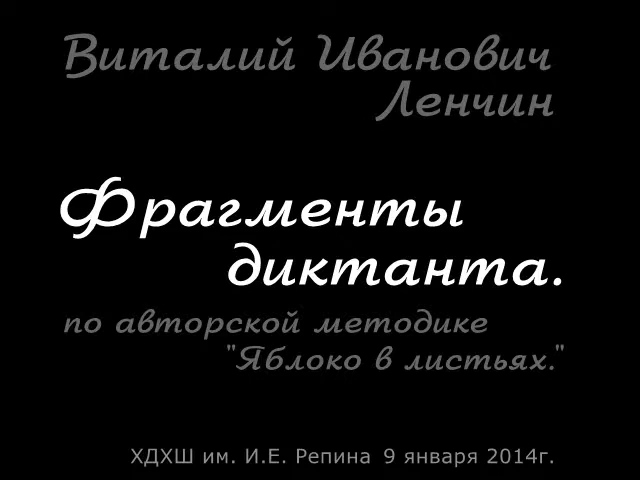 Виталий Иванович
Ленчин
Фрагменты
диктанта.
по авторской методике
"Яблоко в листьях."
ХДХШ им. И.Е. Репина 9 января 2014г.